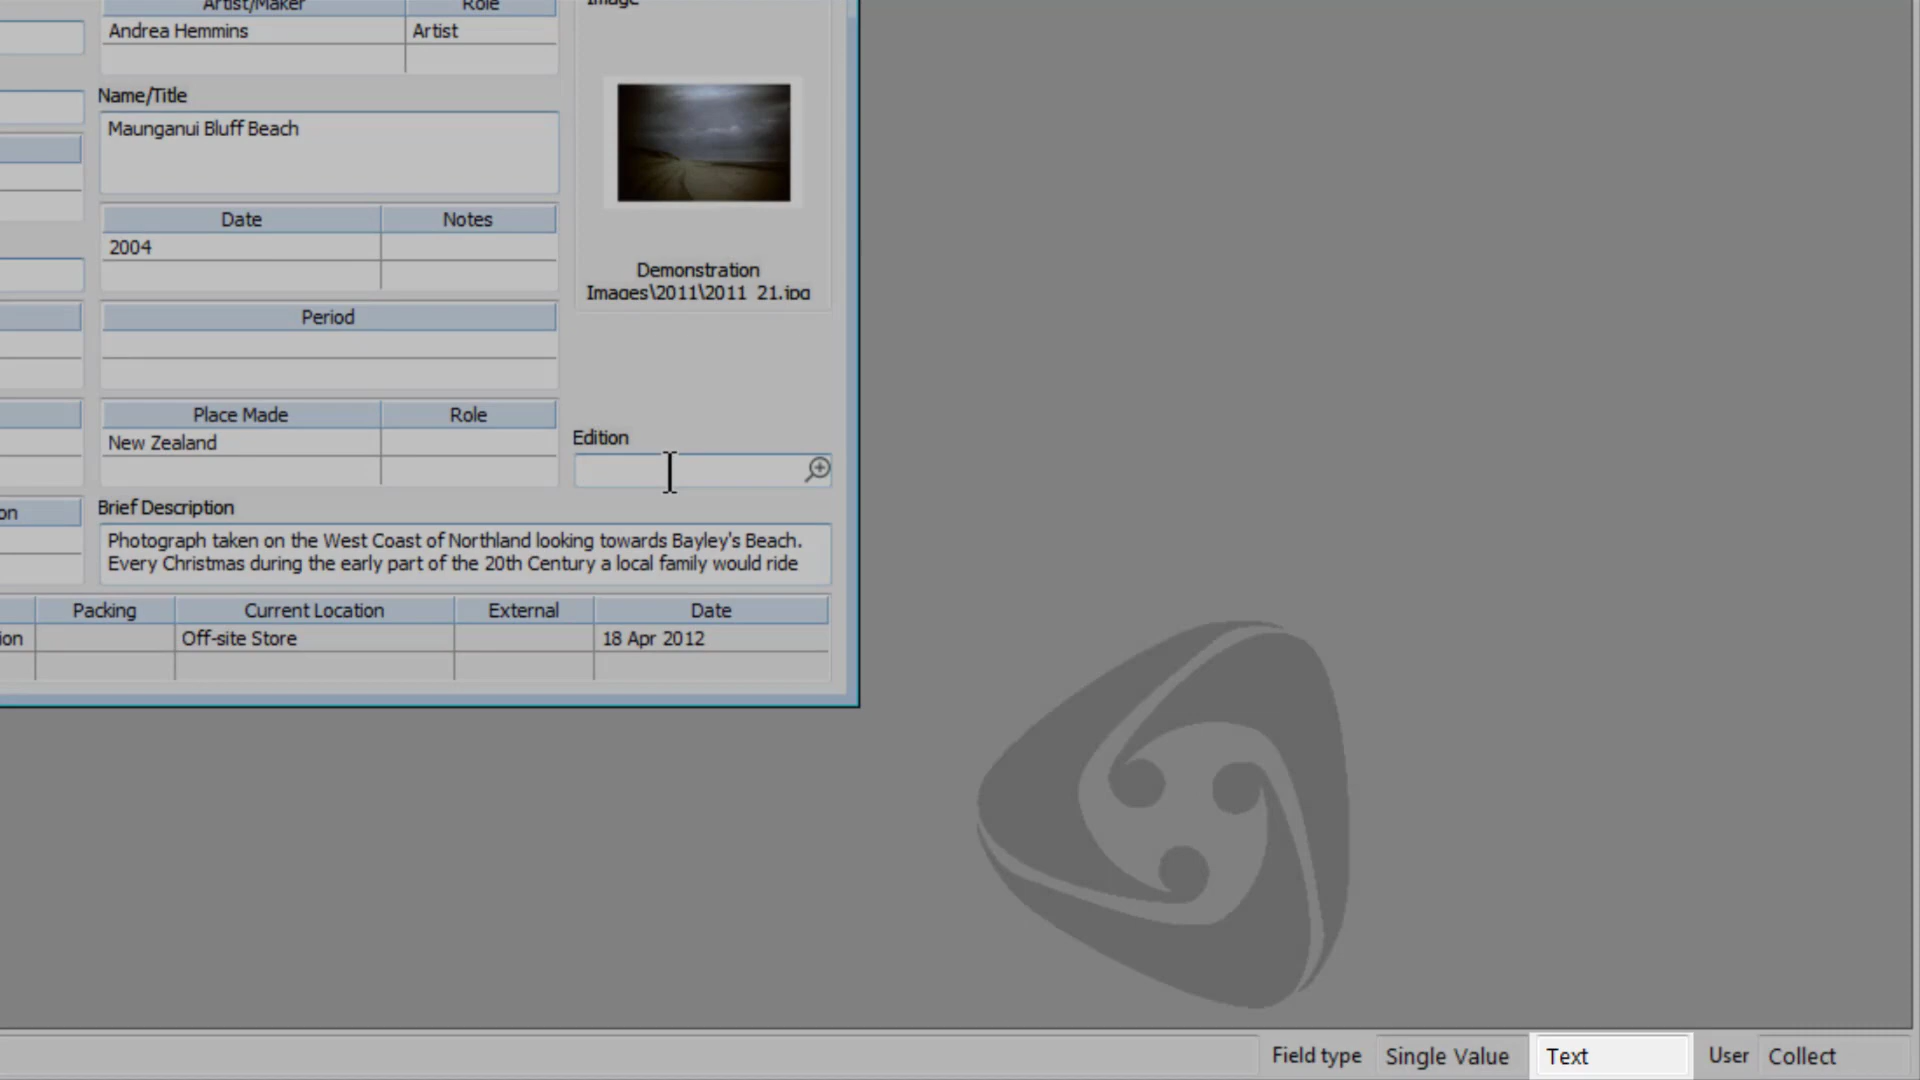 Artist/Maker Role Image
Andrea Hemmins Artist
Name/Title
Maunganui Bluff Beach
Date Notes
2004
Demonstration
Images\2011\2011_21.jpg
Period
Place Made Role
New Zealand
Edition
on
Brief Description
Photograph taken on the West Coast of Northland looking towards Bayley's Beach.
Every Christmas during the early part of the 20th Century a local family would ride
Packing Current Location External Date
ion Off-site Store 18 Apr 2012
Field type Single Value Text User Collect